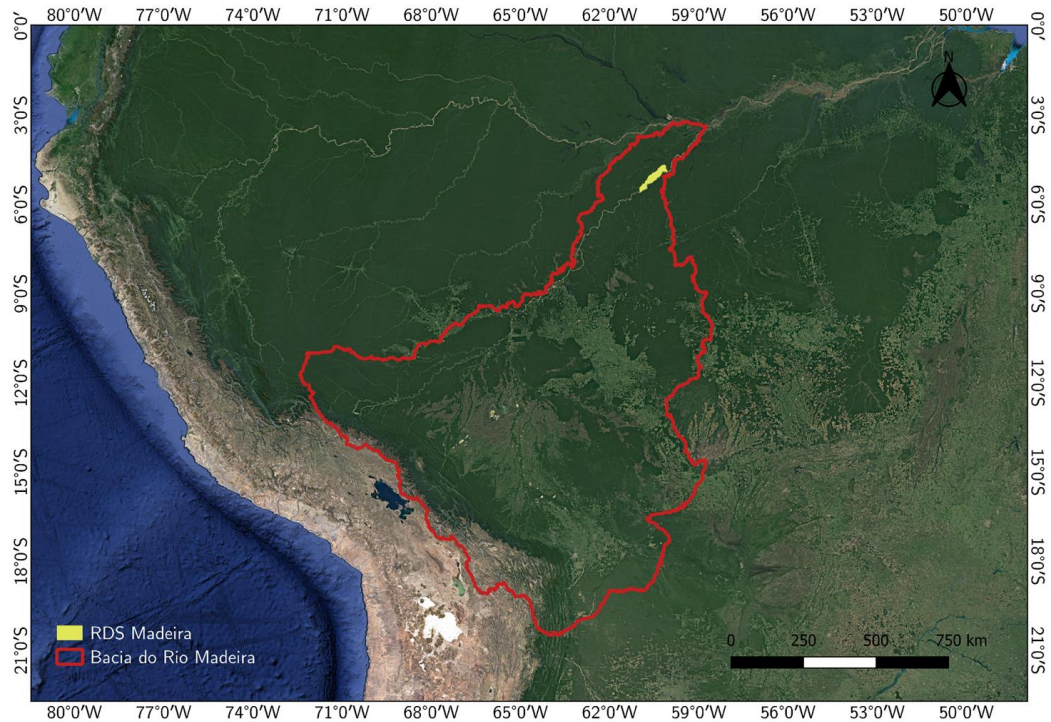 80°0'W 77°0'W 74°0'W 71°0'W 68°0'W 65°0'W 62°0'W 59°0'W 56°0'W 53°0'W 50°0'W
0°0' 0°0'
N
3°0'S 3°0'S
6°0'S 6°0'S
9°0'S 9°0'S
12°0'S 12°0'S
15°0'S 15°0'S
18°0'S 18°0'S
21°0'S 21°0'S
RDS Madeira
Bacia do Rio Madeira
0 250 500 750 km
80°0'W 77°0'W 74°0'W 71°0'W 68°0'W 65°0'W 62°0'W 59°0'W 56°0'W 53°0'W 50°0'W